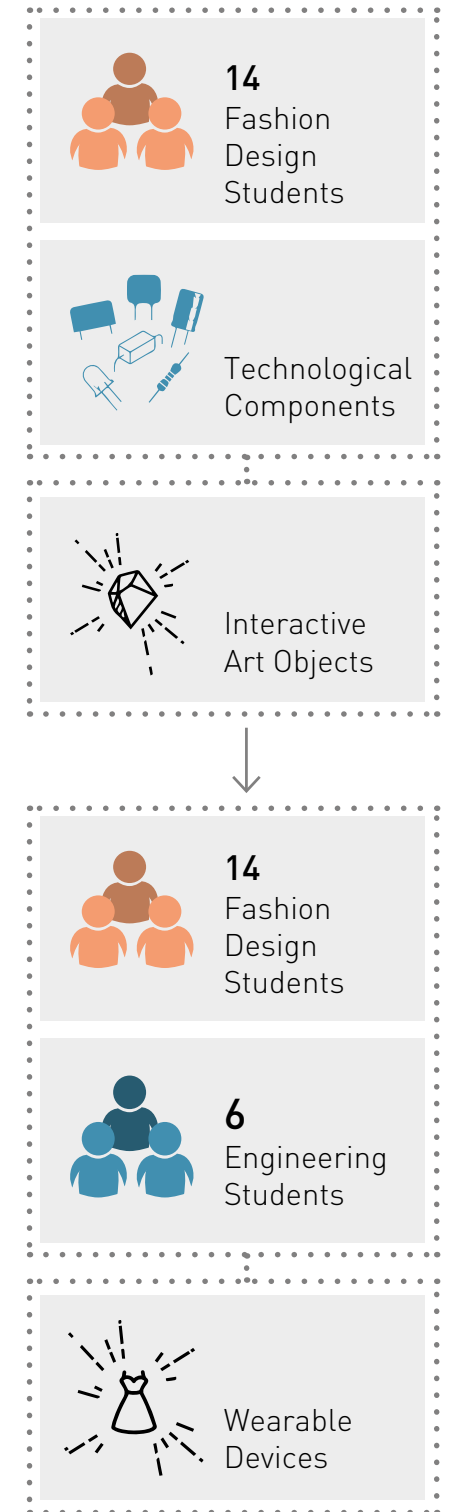 14
Fashion
Design
Students
Technological
Components
Interactive
Art Objects
14
Fashion
Design
Students
6
Engineering
Students
Wearable
Devices